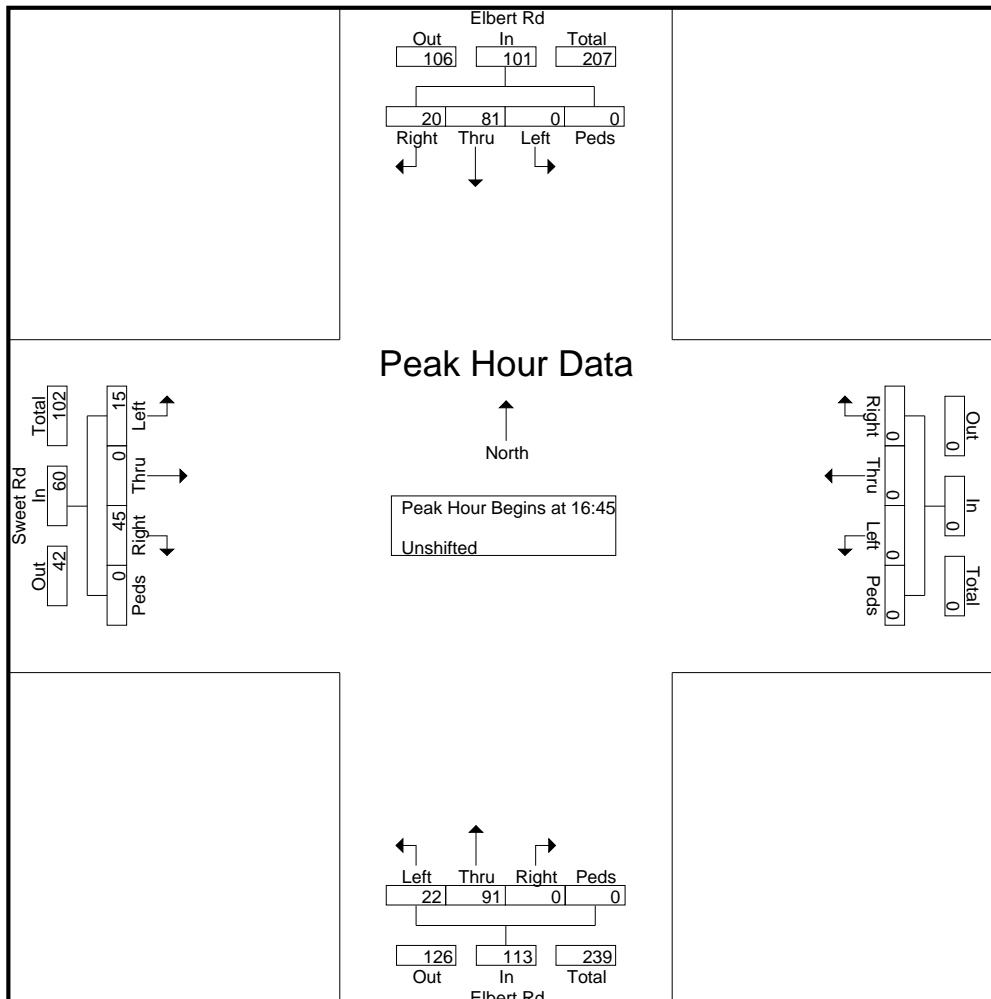 Elbert Rd
Out In Total
106 101 207
20 81 0 0
Right Thru Left Peds
Peak Hour Data
North
Peak Hour Begins at 16:45
Unshifted
Sweet Rd
Out In Total
42 60 102
Left Thru Right Peds
15 0 45 0
Right Thru Left Peds
0 0 0 0
Out In Total
0 0 0
Left Thru Right Peds
22 91 0 0
126 113 239
Out In Total
Elbert Rd